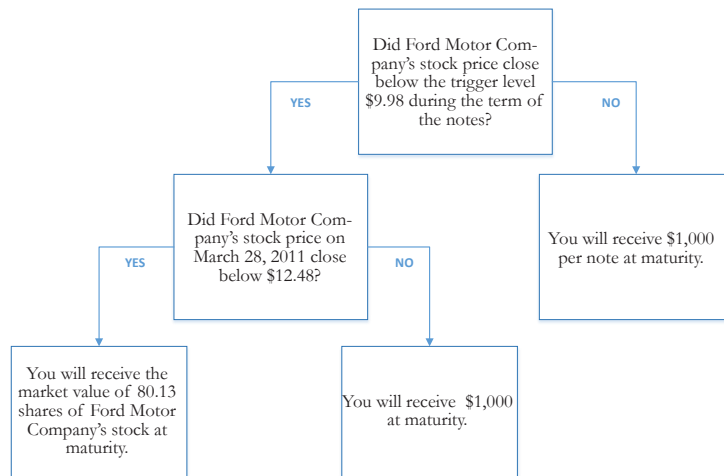 Did Ford Motor Com-
pany's stock price close
below the trigger level
$9.98 during the term of
the notes?
YES
NO
Did Ford Motor Com-
pany's stock price on
March 28, 2011 close
below $12.48?
You will receive $1,000
per note at maturity.
YES
NO
You will receive the
market value of 80.13
shares of Ford Motor
Company's stock at
maturity.
You will receive $1,000
at maturity.